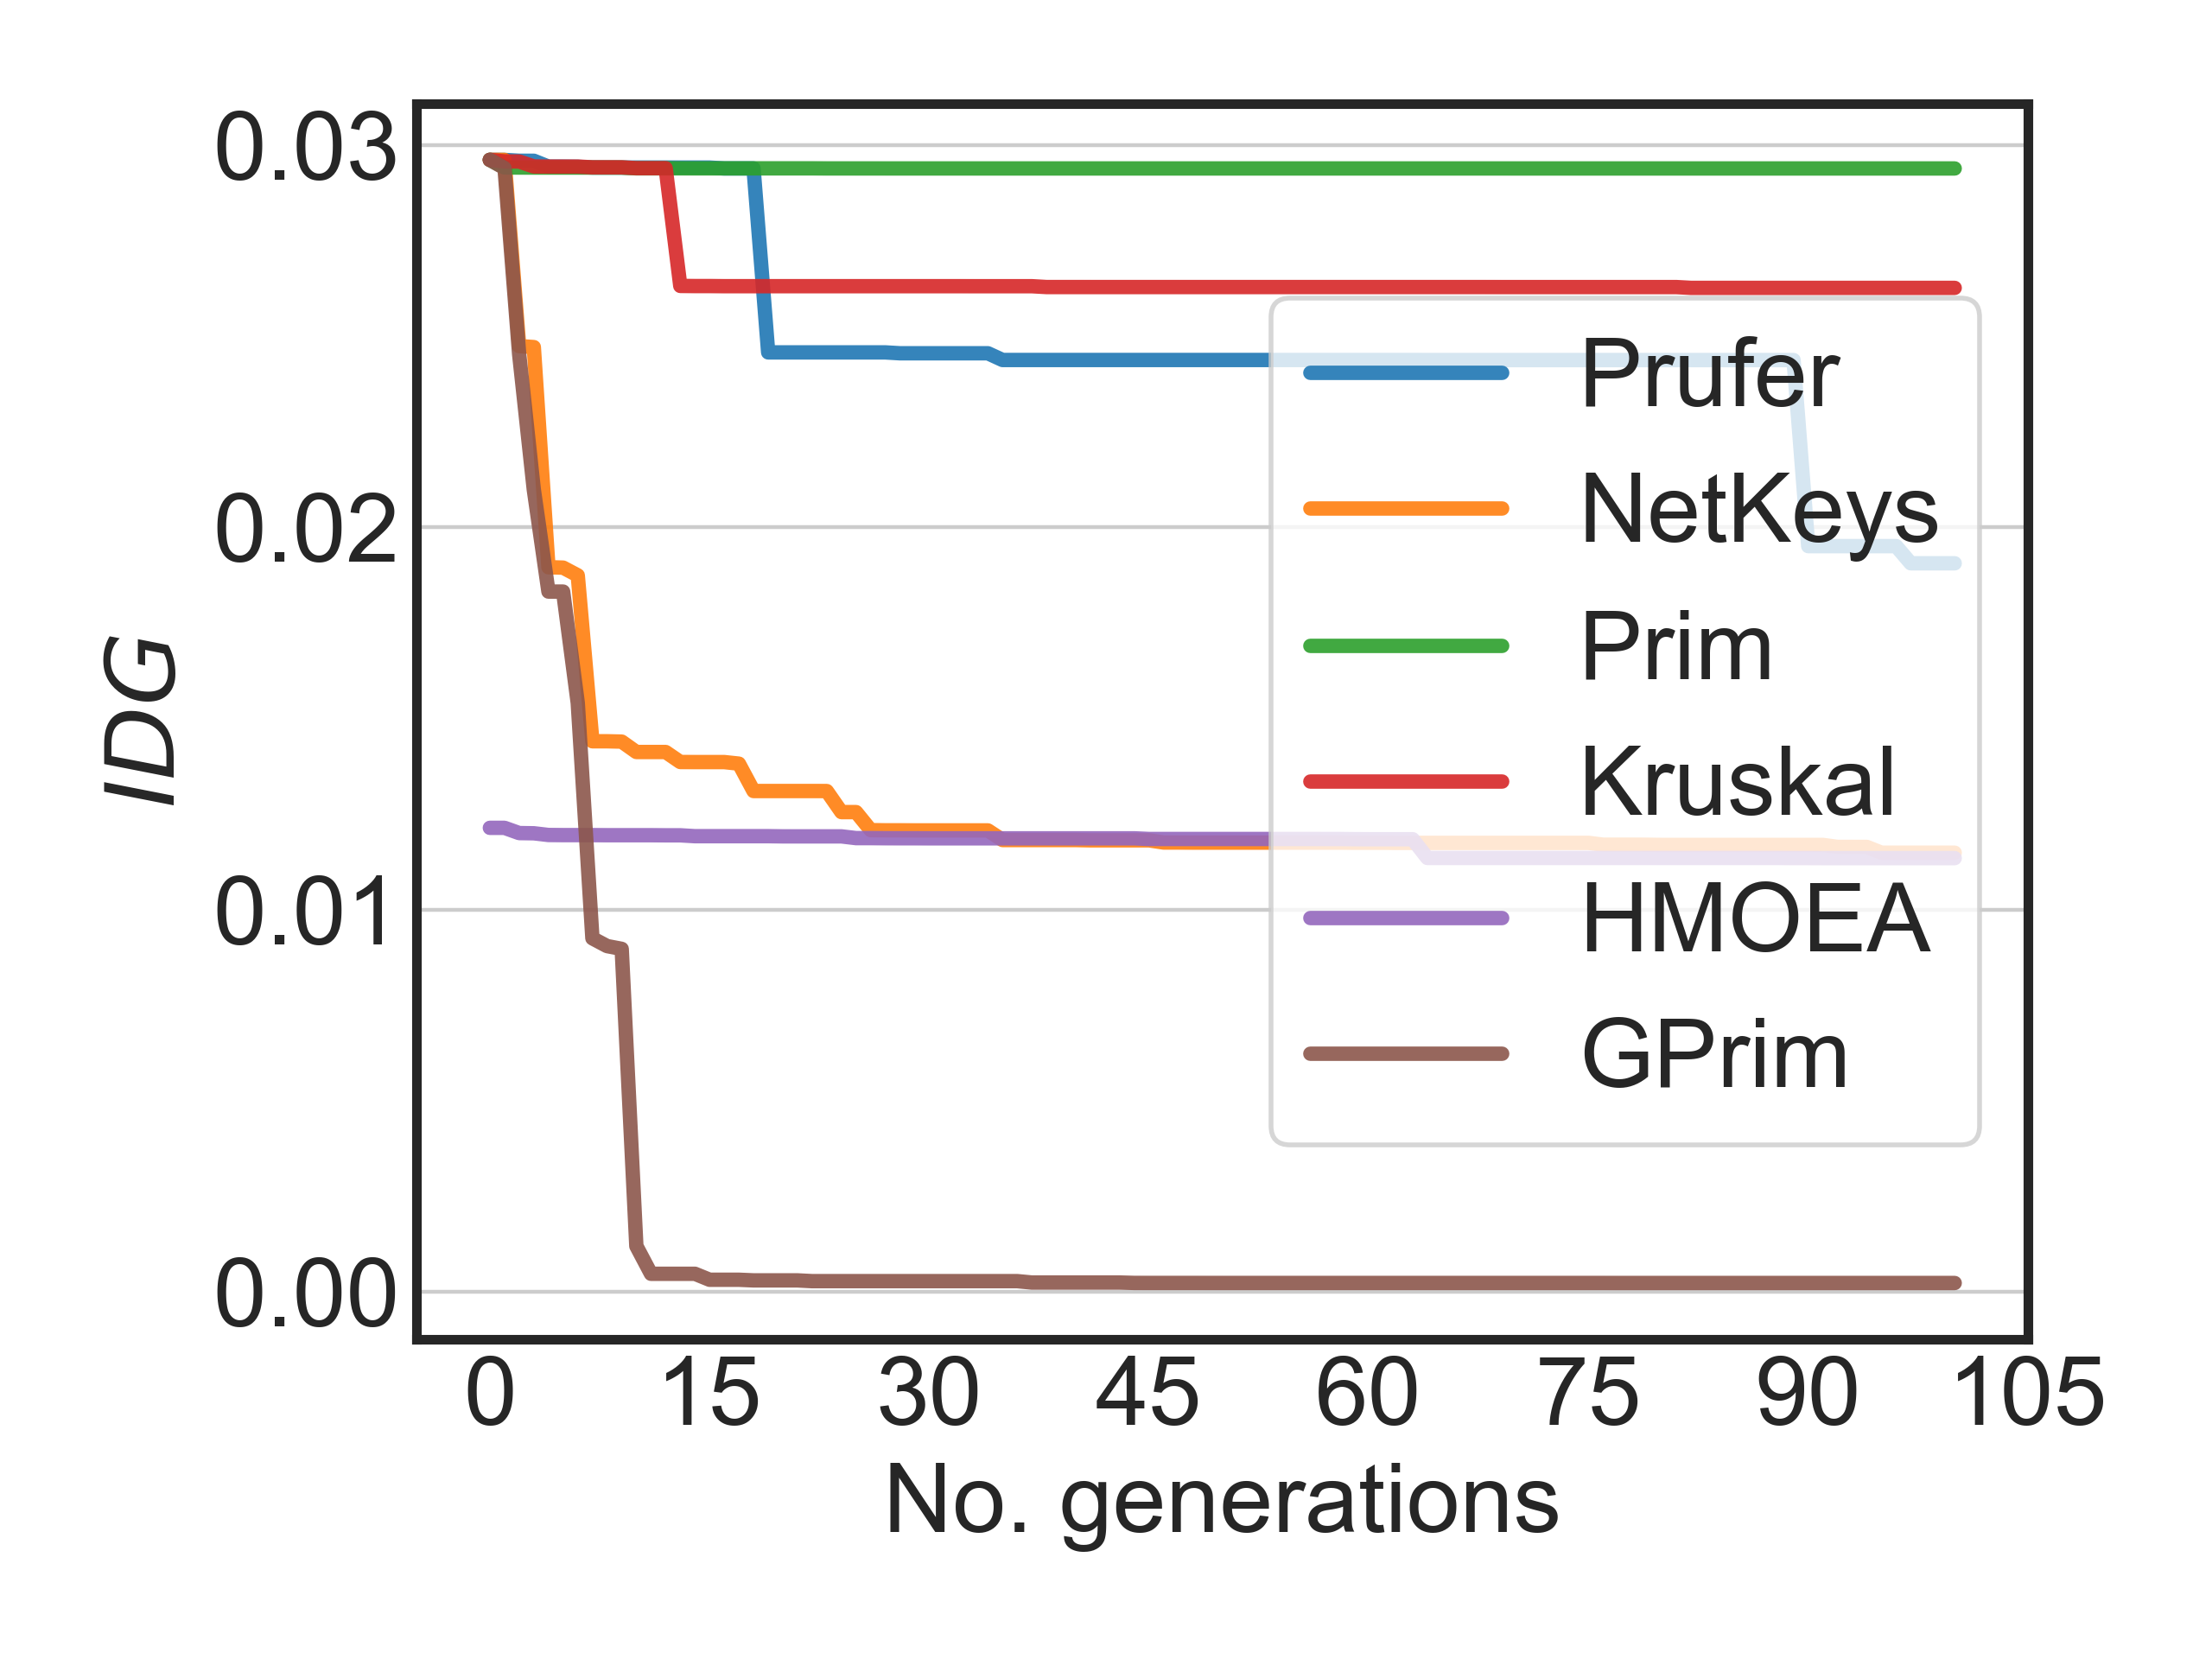 0.03
0.02
0.01
0.00
IDG
0 15 30 45 60 75 90 105
No. generations
Prufer
NetKeys
Prim
Kruskal
HMOEA
GPrim